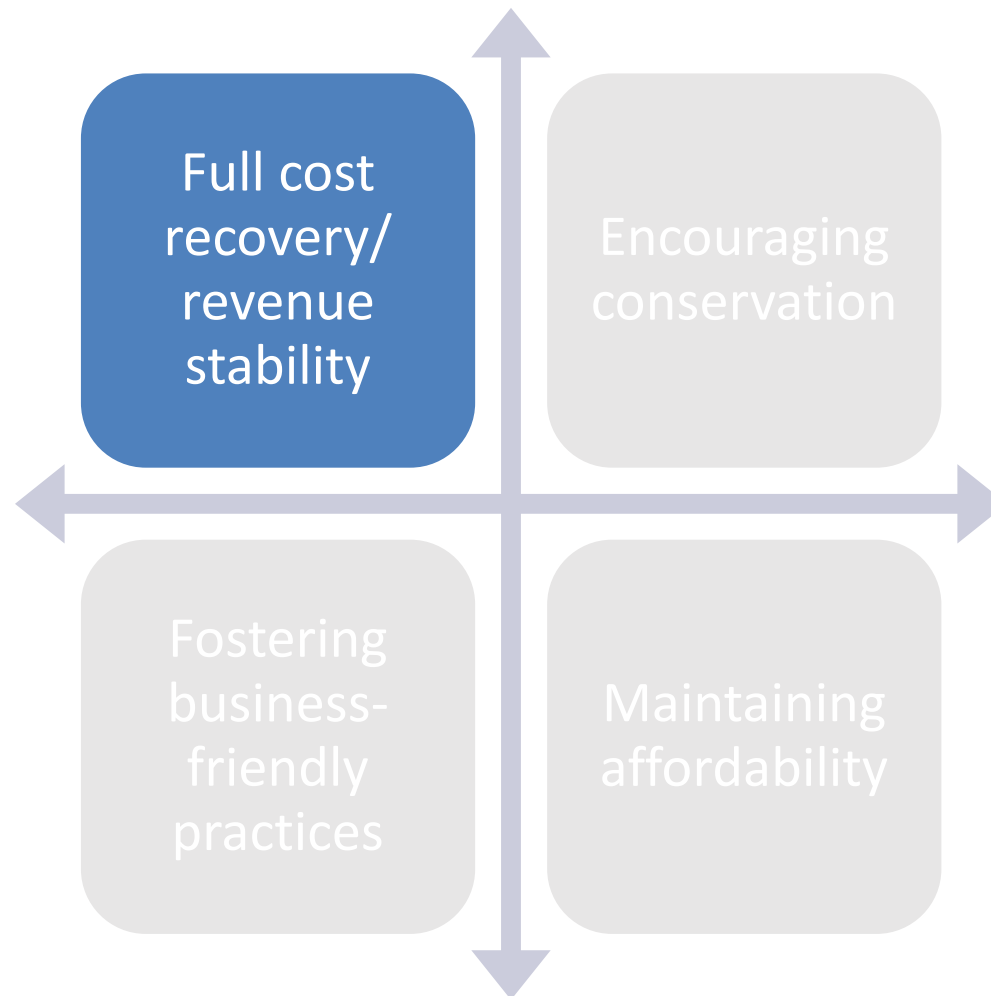 Full cost
recovery/
revenue
stability
Encouraging
conservation
Fostering
business-
friendly
practices
Maintaining
affordability